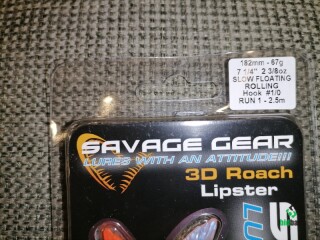 182mm - 67g
7 1/4" 2 3/8oz
SLOW FLOATING
ROLLING
Hook #1/0
RUN 1 - 2.5m
SAVAGE GEAR
LURES WITH AN ATTITUDE!!!
3D Roach
Lipster